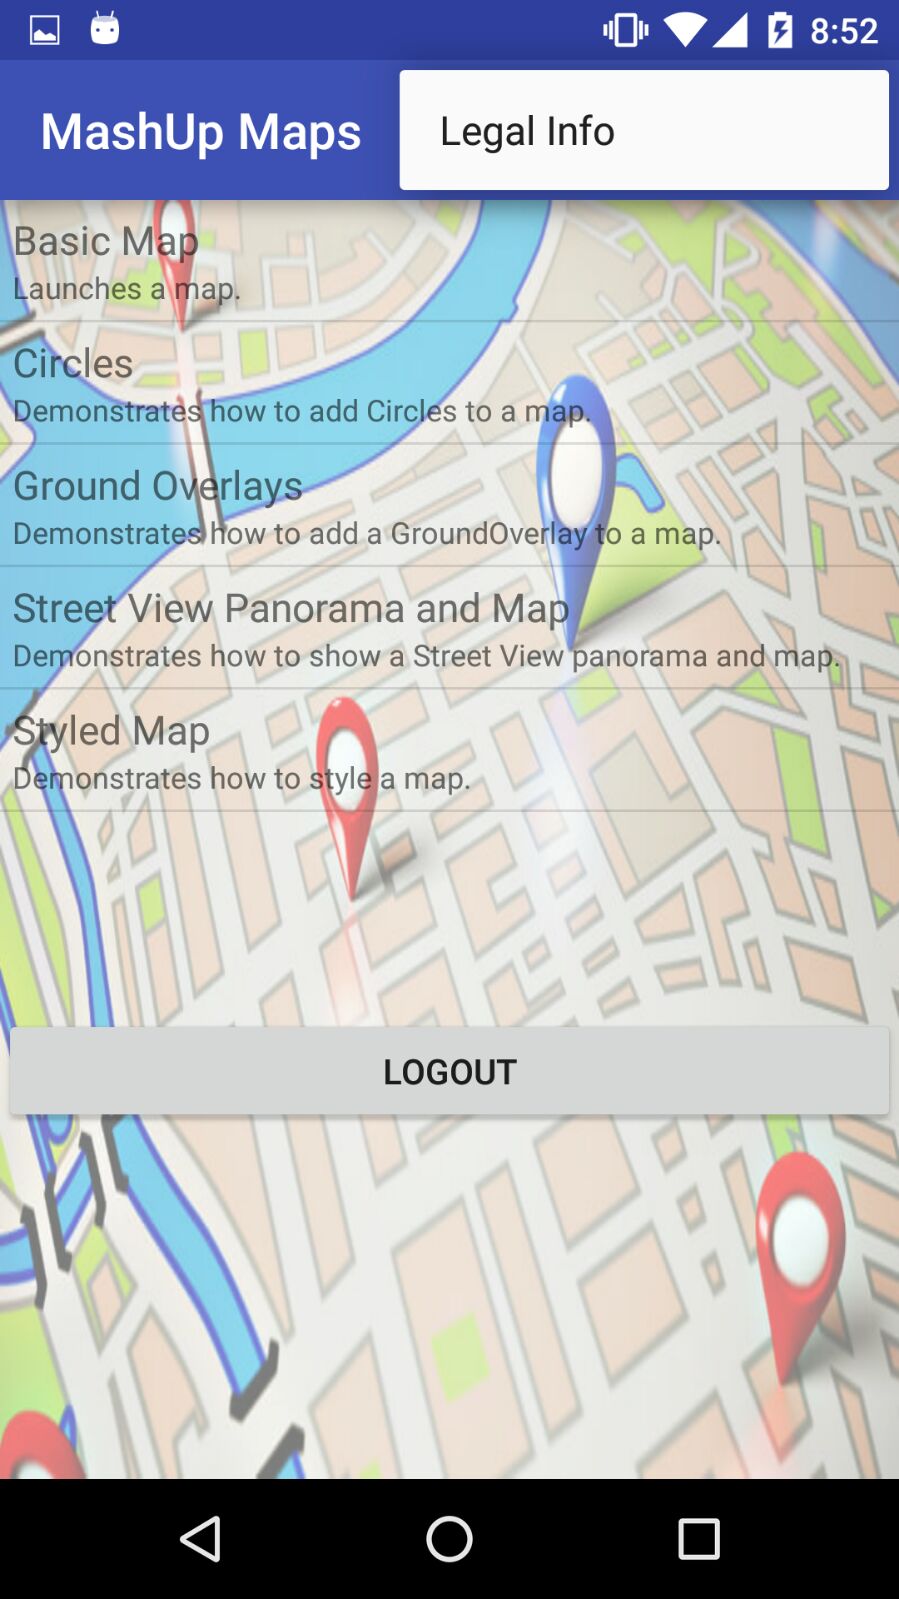 8:52
MashUp Maps
Legal Info
Basic Map
Launches a map.
Circles
Demonstrates how to add Circles to a map.
Ground Overlays
Demonstrates how to add a GroundOverlay to a map.
Street View Panorama and Map
Demonstrates how to show a Street View panorama and map.
Styled Map
Demonstrates how to style a map.
LOGOUT